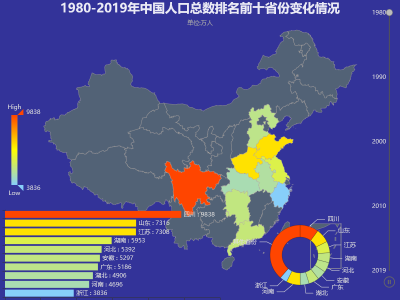 1980-2019年中国人口总数排名前十省份变化情况
单位:万人
1980
1990
2000
2010
2019
High
9838
3836
Low
四川 : 9838
山东 : 7316
江苏 : 7308
湖南 : 5953
河北 : 5392
安徽 : 5297
广东 : 5186
湖北 : 4906
河南 : 4696
浙江 : 3836
四川
山东
江苏
湖南
河北
安徽
广东
湖北
河南
浙江